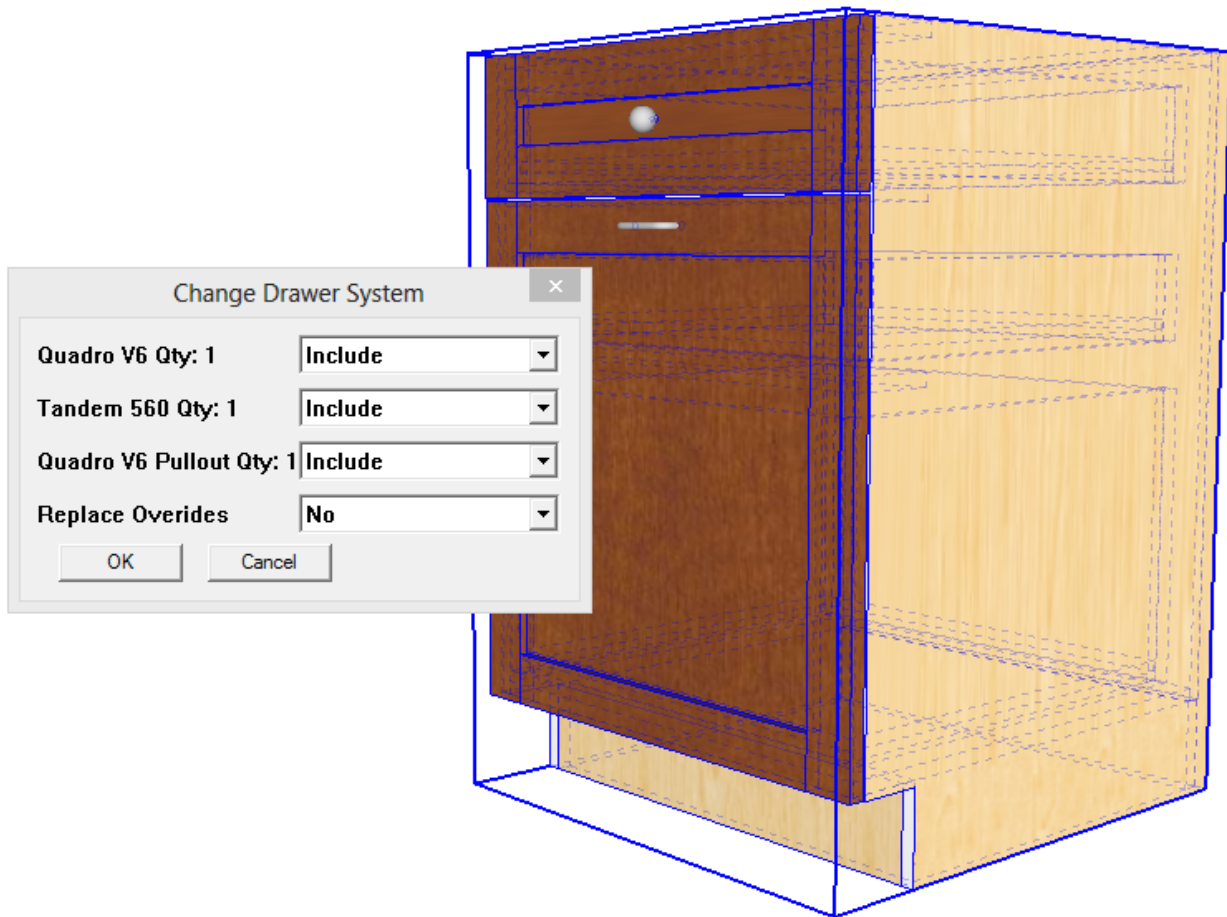 Change Drawer System
Quadro V6 Qty: 1 Include
Tandem 560 Qty: 1 Include
Quadro V6 Pullout Qty: 1 Include
Replace Overides No
OK Cancel